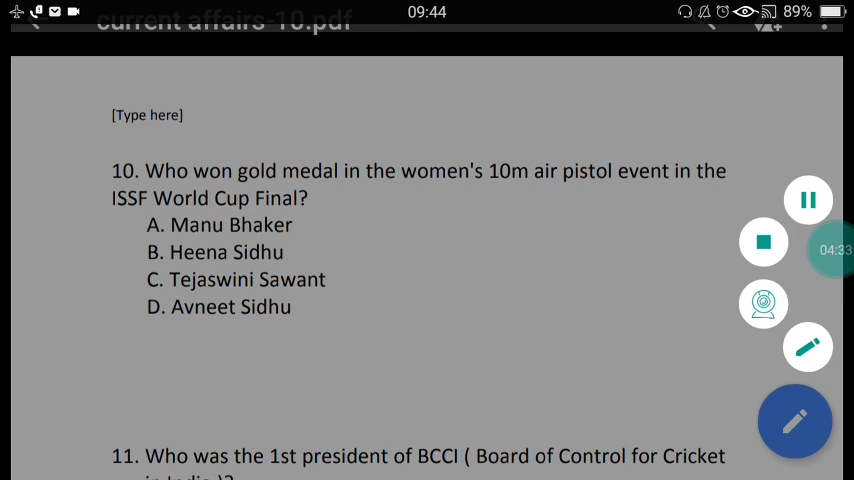 09:44
89%
current affairs-10.pdf
[Type here]
10. Who won gold medal in the women's 10m air pistol event in the
ISSF World Cup Final?
A. Manu Bhaker
B. Heena Sidhu
C. Tejaswini Sawant
D. Avneet Sidhu
04:33
11. Who was the 1st president of BCCI ( Board of Control for Cricket
in India )?